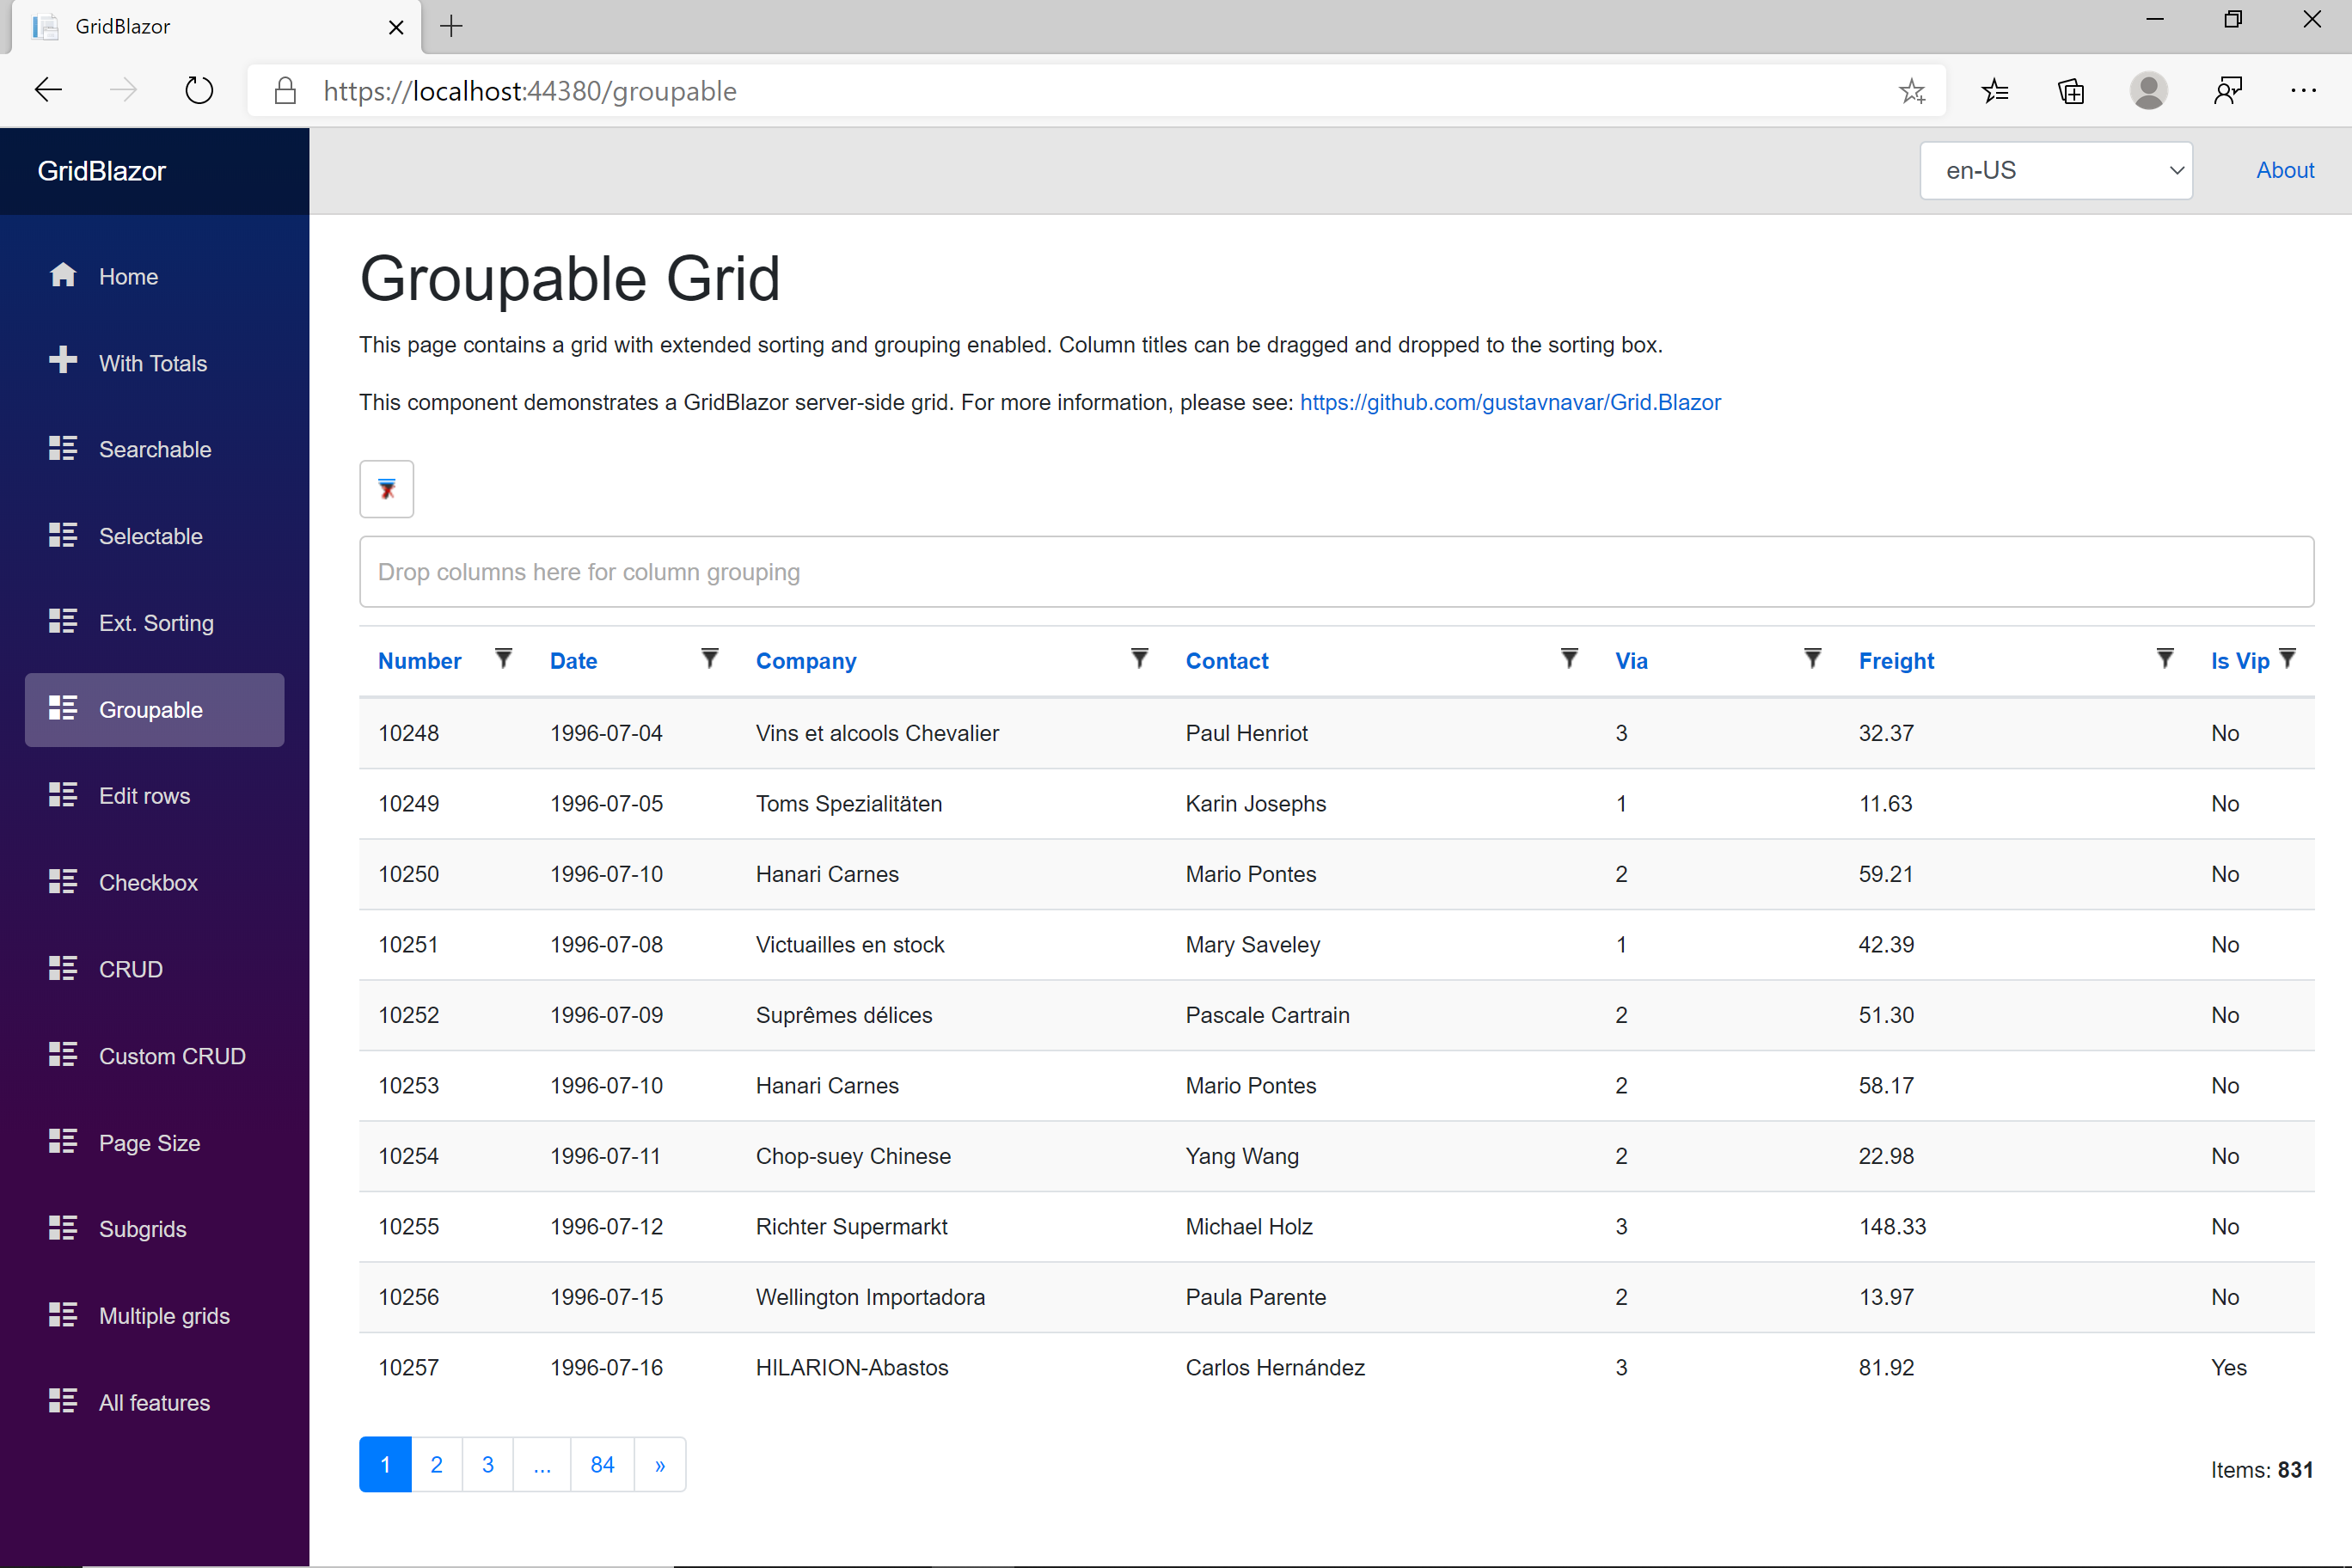 GridBlazor
https://localhost:44380/groupable
GridBlazor
en-US
About
Home
With Totals
Searchable
Selectable
Ext. Sorting
Groupable
Edit rows
Checkbox
CRUD
Custom CRUD
Page Size
Subgrids
Multiple grids
All features
Groupable Grid
This page contains a grid with extended sorting and grouping enabled. Column titles can be dragged and dropped to the sorting box.
This component demonstrates a GridBlazor server-side grid. For more information, please see: https://github.com/gustavnavar/Grid.Blazor
Drop columns here for column grouping
Number Date Company Contact Via Freight Is Vip
10248 1996-07-04 Vins et alcools Chevalier Paul Henriot 3 32.37 No
10249 1996-07-05 Toms Spezialitäten Karin Josephs 1 11.63 No
10250 1996-07-10 Hanari Carnes Mario Pontes 2 59.21 No
10251 1996-07-08 Victuailles en stock Mary Saveley 1 42.39 No
10252 1996-07-09 Suprêmes délices Pascale Cartrain 2 51.30 No
10253 1996-07-10 Hanari Carnes Mario Pontes 2 58.17 No
10254 1996-07-11 Chop-suey Chinese Yang Wang 2 22.98 No
10255 1996-07-12 Richter Supermarkt Michael Holz 3 148.33 No
10256 1996-07-15 Wellington Importadora Paula Parente 2 13.97 No
10257 1996-07-16 HILARION-Abastos Carlos Hernández 3 81.92 Yes
1 2 3 ... 84 »
Items: 831